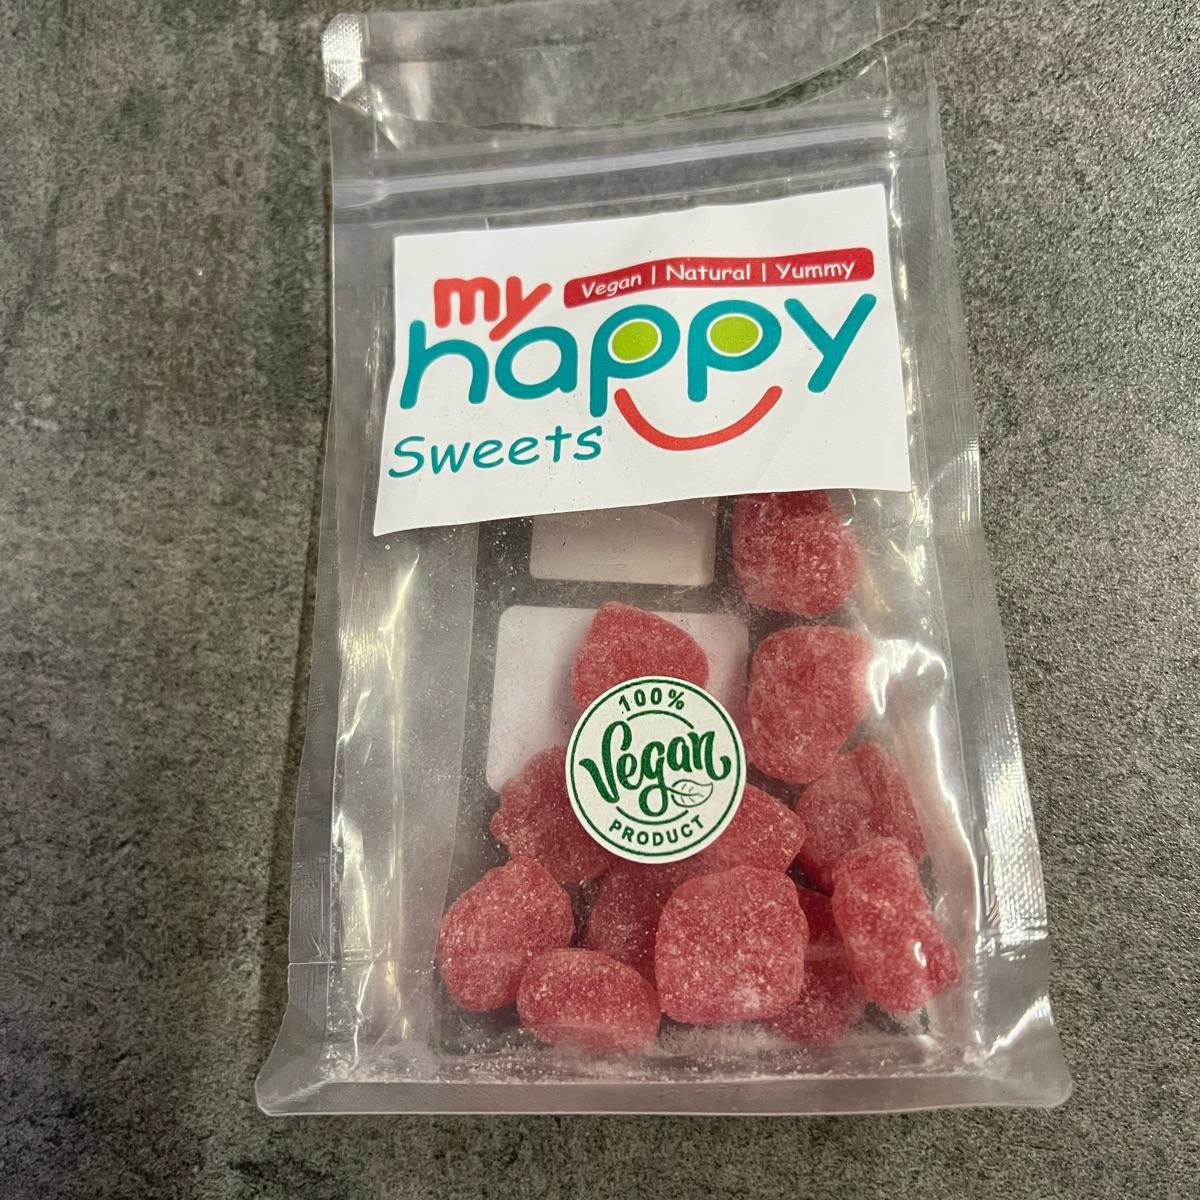 my
Vegan | Natural | Yummy
happy
Sweets
100%
Vegan
PRODUCT